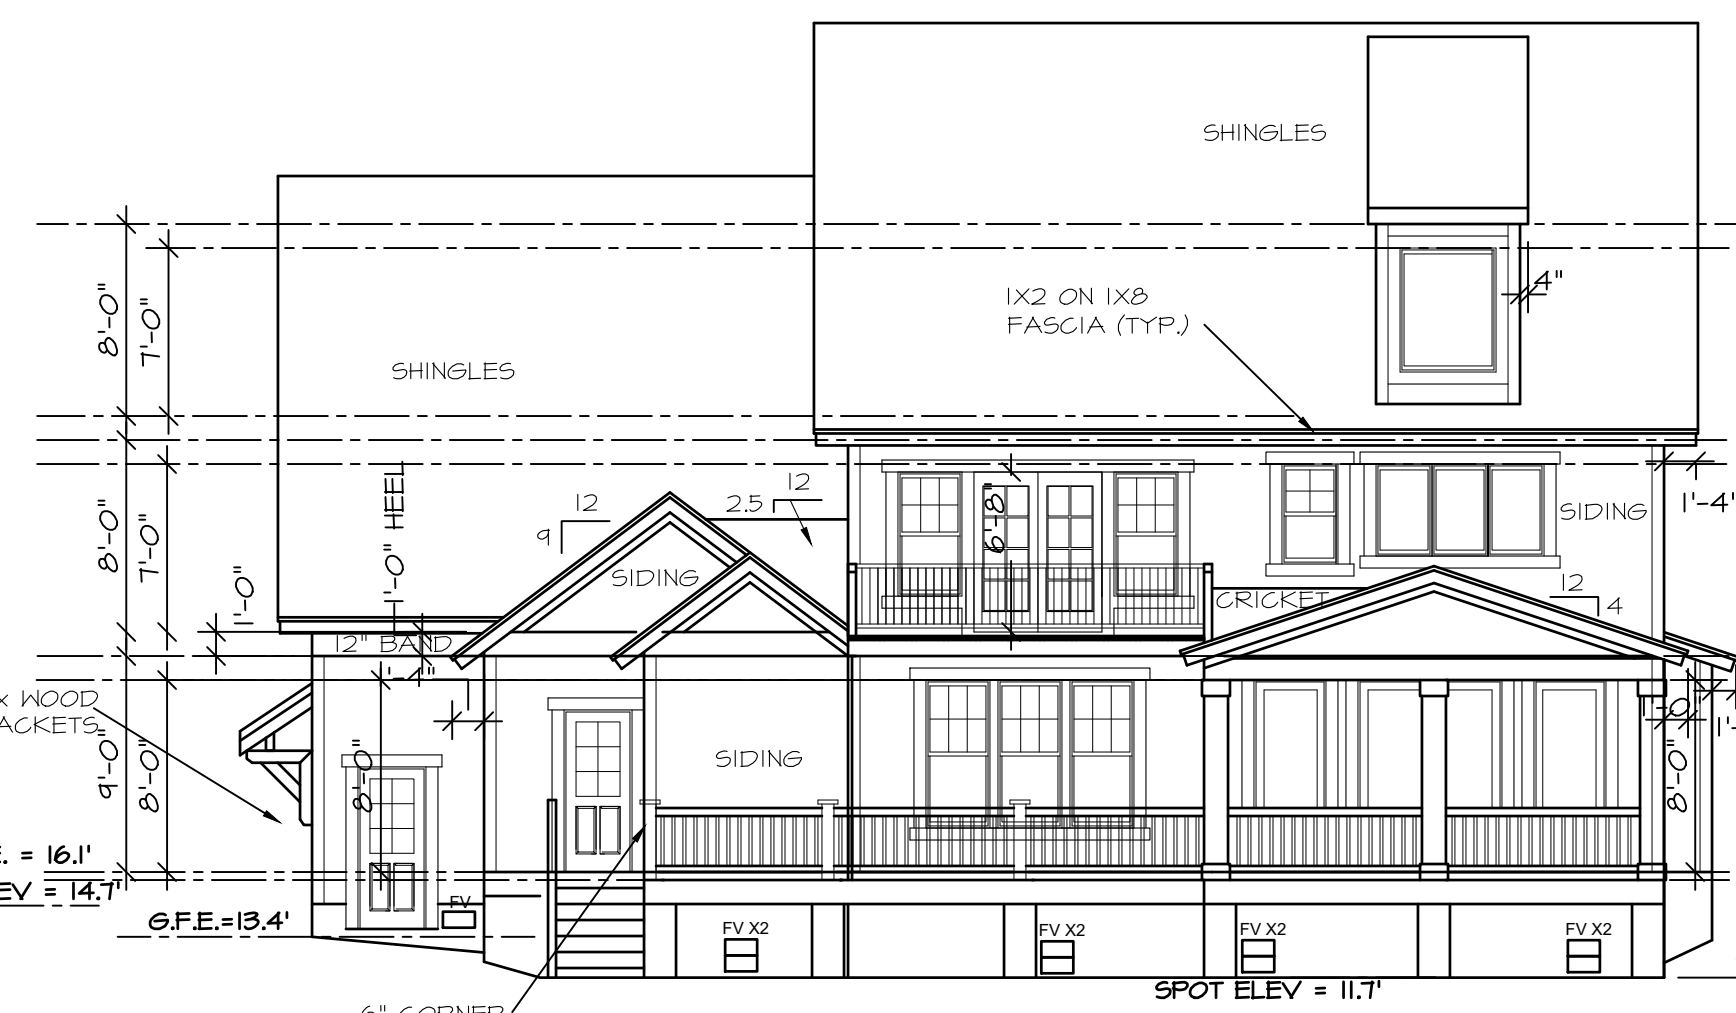 SHINGLES
4"
1X2 ON 1X8
FASCIA (TYP.)
8'-0"
7'-0"
SHINGLES
12
2.5
12
9
1'-0" HEEL
6'-8"
1'-4"
SIDING
8'-0"
7'-0"
SIDING
1'-0"
12
4
CRICKET
12" BAND
1'-4"
X WOOD
ACKETS
1'-0"
1'-
9'-0"
8'-0"
8'-0"
SIDING
8'-0"
. = 16.1'
EV = 14.7'
G.F.E.=13.4'
FV
FV X2
FV X2
FV X2
FV X2
SPOT ELEV = 11.7'
6" CORNER